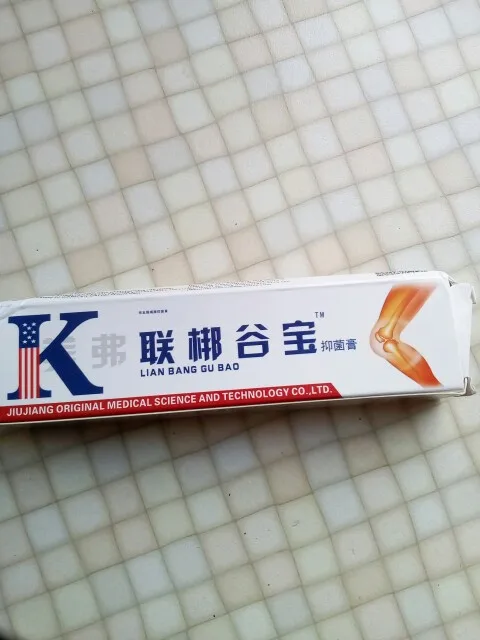 K 美弗 联梆谷宝 TM 抑菌膏
LIAN BANG GU BAO
JIUJIANG ORIGINAL MEDICAL SCIENCE AND TECHNOLOGY CO.,LTD.